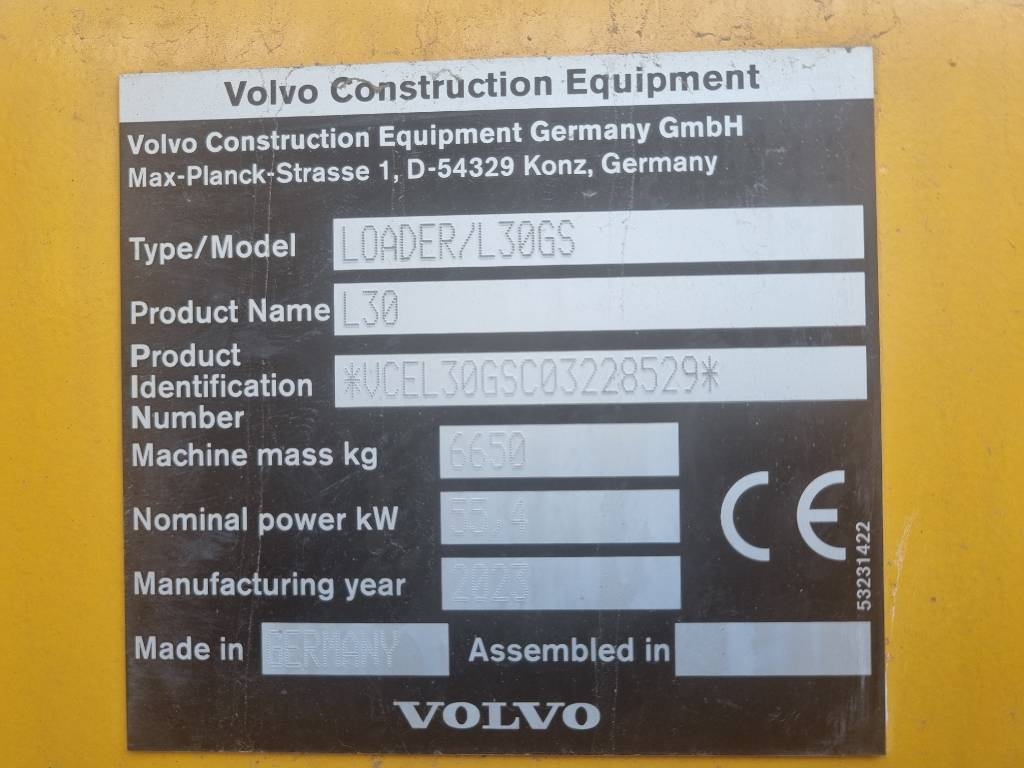 Volvo Construction Equipment
Volvo Construction Equipment Germany GmbH
Max-Planck-Strasse 1, D-54329 Konz, Germany
Type/Model LOADER/L30GS
Product Name L30
Product
Identification
Number *VCEL30GSC03228529*
Machine mass kg 6650
Nominal power kW 55,4
Manufacturing year 2023
Made in GERMANY Assembled in
CE
53231422
VOLVO